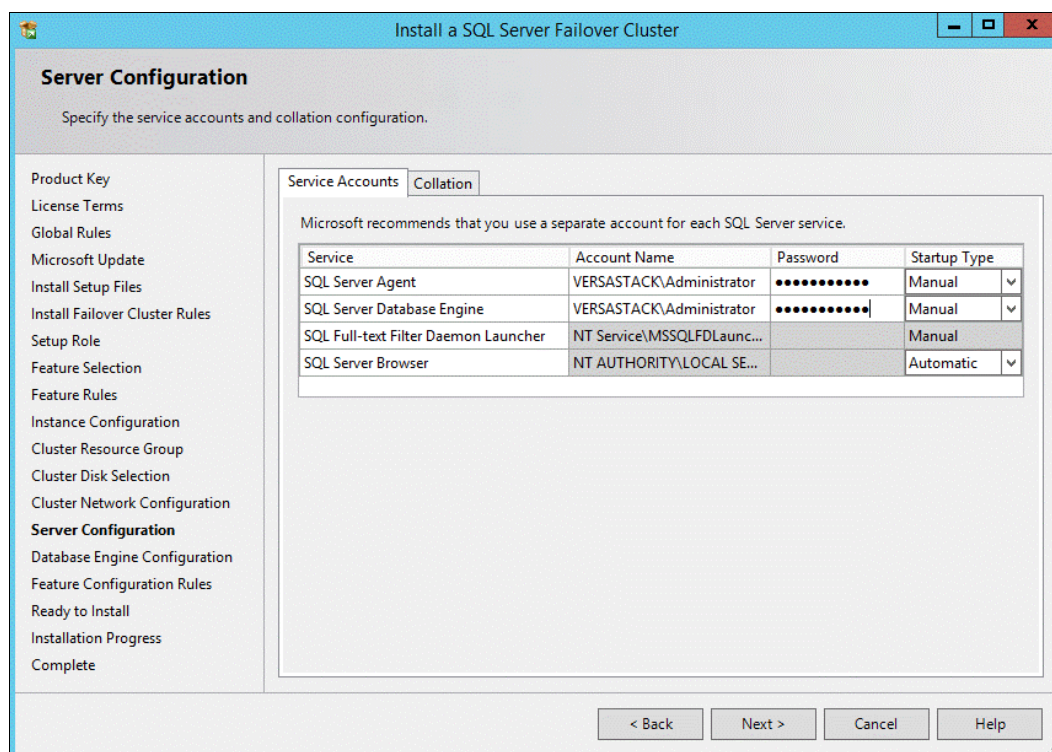 Install a SQL Server Failover Cluster
Server Configuration
Specify the service accounts and collation configuration.
Product Key
License Terms
Global Rules
Microsoft Update
Install Setup Files
Install Failover Cluster Rules
Setup Role
Feature Selection
Feature Rules
Instance Configuration
Cluster Resource Group
Cluster Disk Selection
Cluster Network Configuration
Server Configuration
Database Engine Configuration
Feature Configuration Rules
Ready to Install
Installation Progress
Complete
Service Accounts Collation
Microsoft recommends that you use a separate account for each SQL Server service.
Service Account Name Password Startup Type
SQL Server Agent VERSASTACK\Administrator ●●●●●●●●●●● Manual
SQL Server Database Engine VERSASTACK\Administrator ●●●●●●●●●●● Manual
SQL Full-text Filter Daemon Launcher NT Service\MSSQLFDLaunc... Manual
SQL Server Browser NT AUTHORITY\LOCAL SE... Automatic
< Back Next > Cancel Help